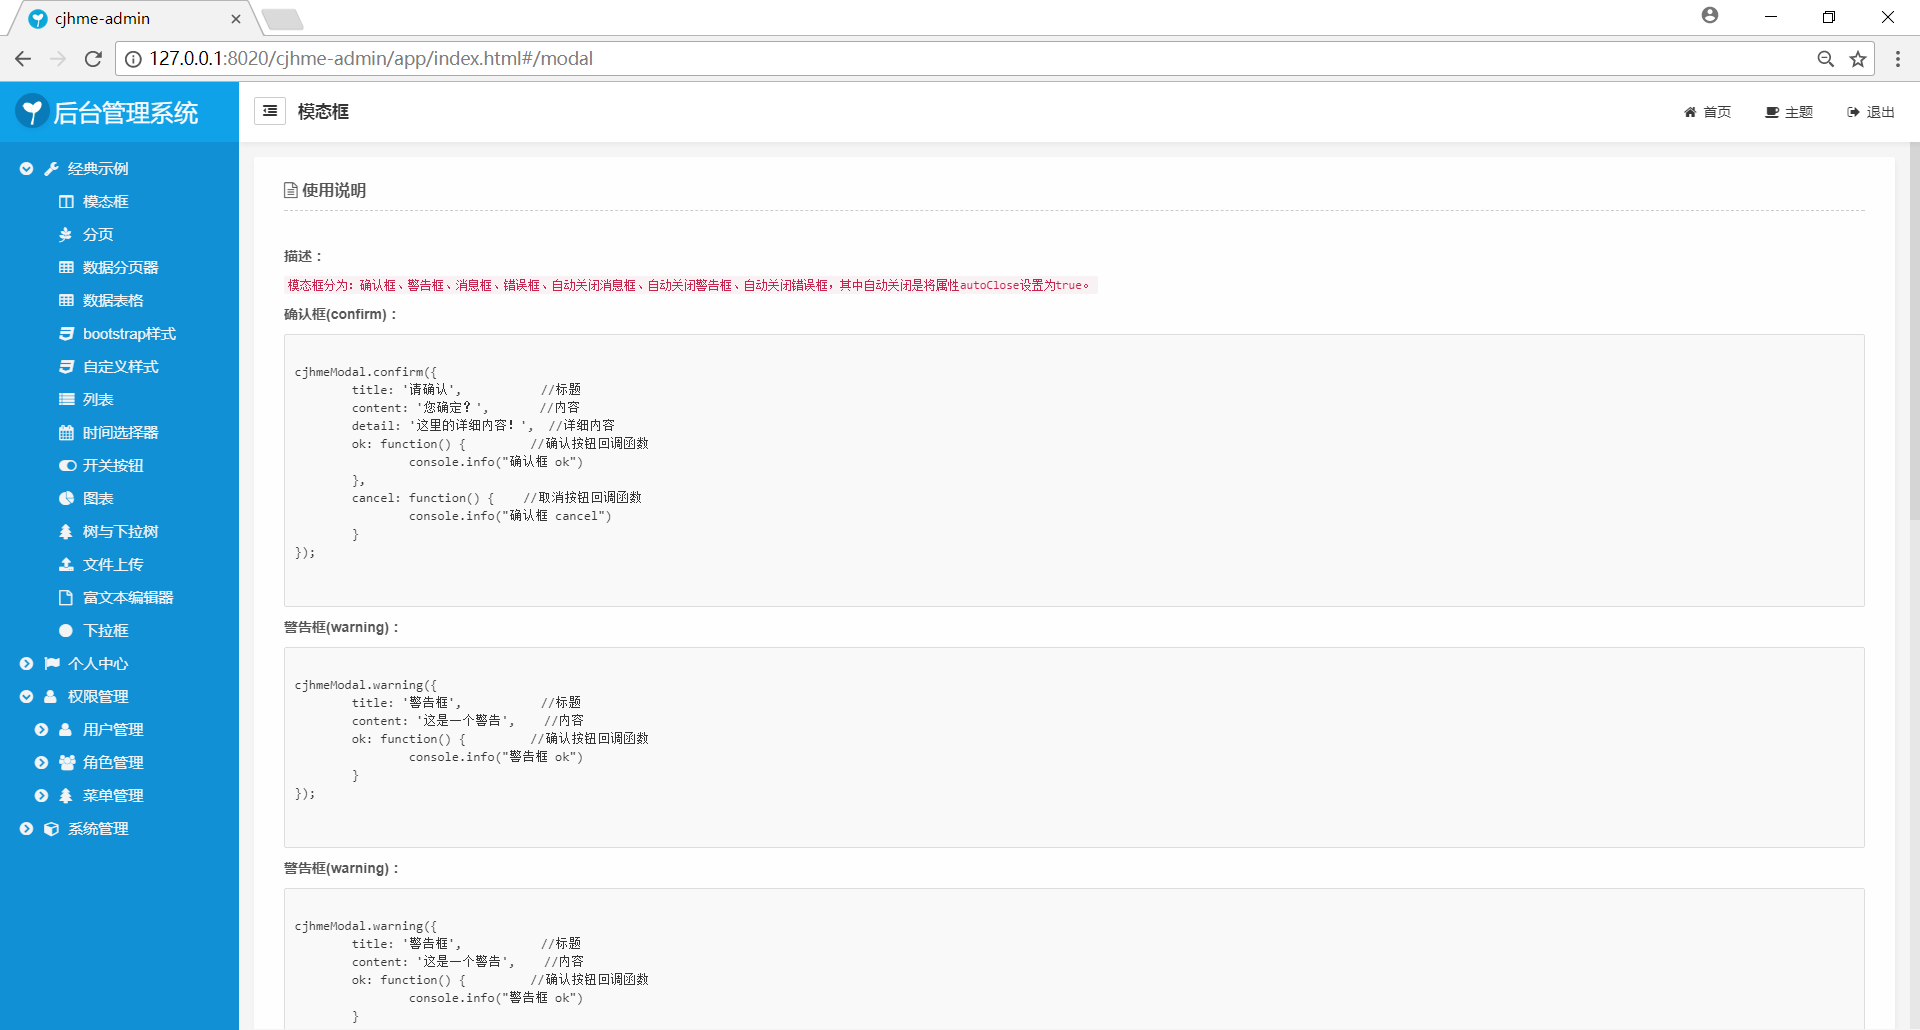 cjhme-admin
127.0.0.1:8020/cjhme-admin/app/index.html#/modal
后台管理系统
模态框
首页
主题
退出
经典示例
模态框
分页
数据分页器
数据表格
bootstrap样式
自定义样式
列表
时间选择器
开关按钮
图表
树与下拉树
文件上传
富文本编辑器
下拉框
个人中心
权限管理
用户管理
角色管理
菜单管理
系统管理
使用说明
描述：
模态框分为: 确认框、警告框、消息框、错误框、自动关闭消息框、自动关闭警告框、自动关闭错误框，其中自动关闭是将属性autoClose设置为true。
确认框(confirm)：
cjhmeModal.confirm({
title: '请确认',           //标题
content: '您确定？',       //内容
detail: '这里的详细内容！',  //详细内容
ok: function() {         //确认按钮回调函数
console.info("确认框 ok")
},
cancel: function() {    //取消按钮回调函数
console.info("确认框 cancel")
}
});
警告框(warning)：
cjhmeModal.warning({
title: '警告框',           //标题
content: '这是一个警告',    //内容
ok: function() {         //确认按钮回调函数
console.info("警告框 ok")
}
});
警告框(warning)：
cjhmeModal.warning({
title: '警告框',           //标题
content: '这是一个警告',    //内容
ok: function() {         //确认按钮回调函数
console.info("警告框 ok")
}